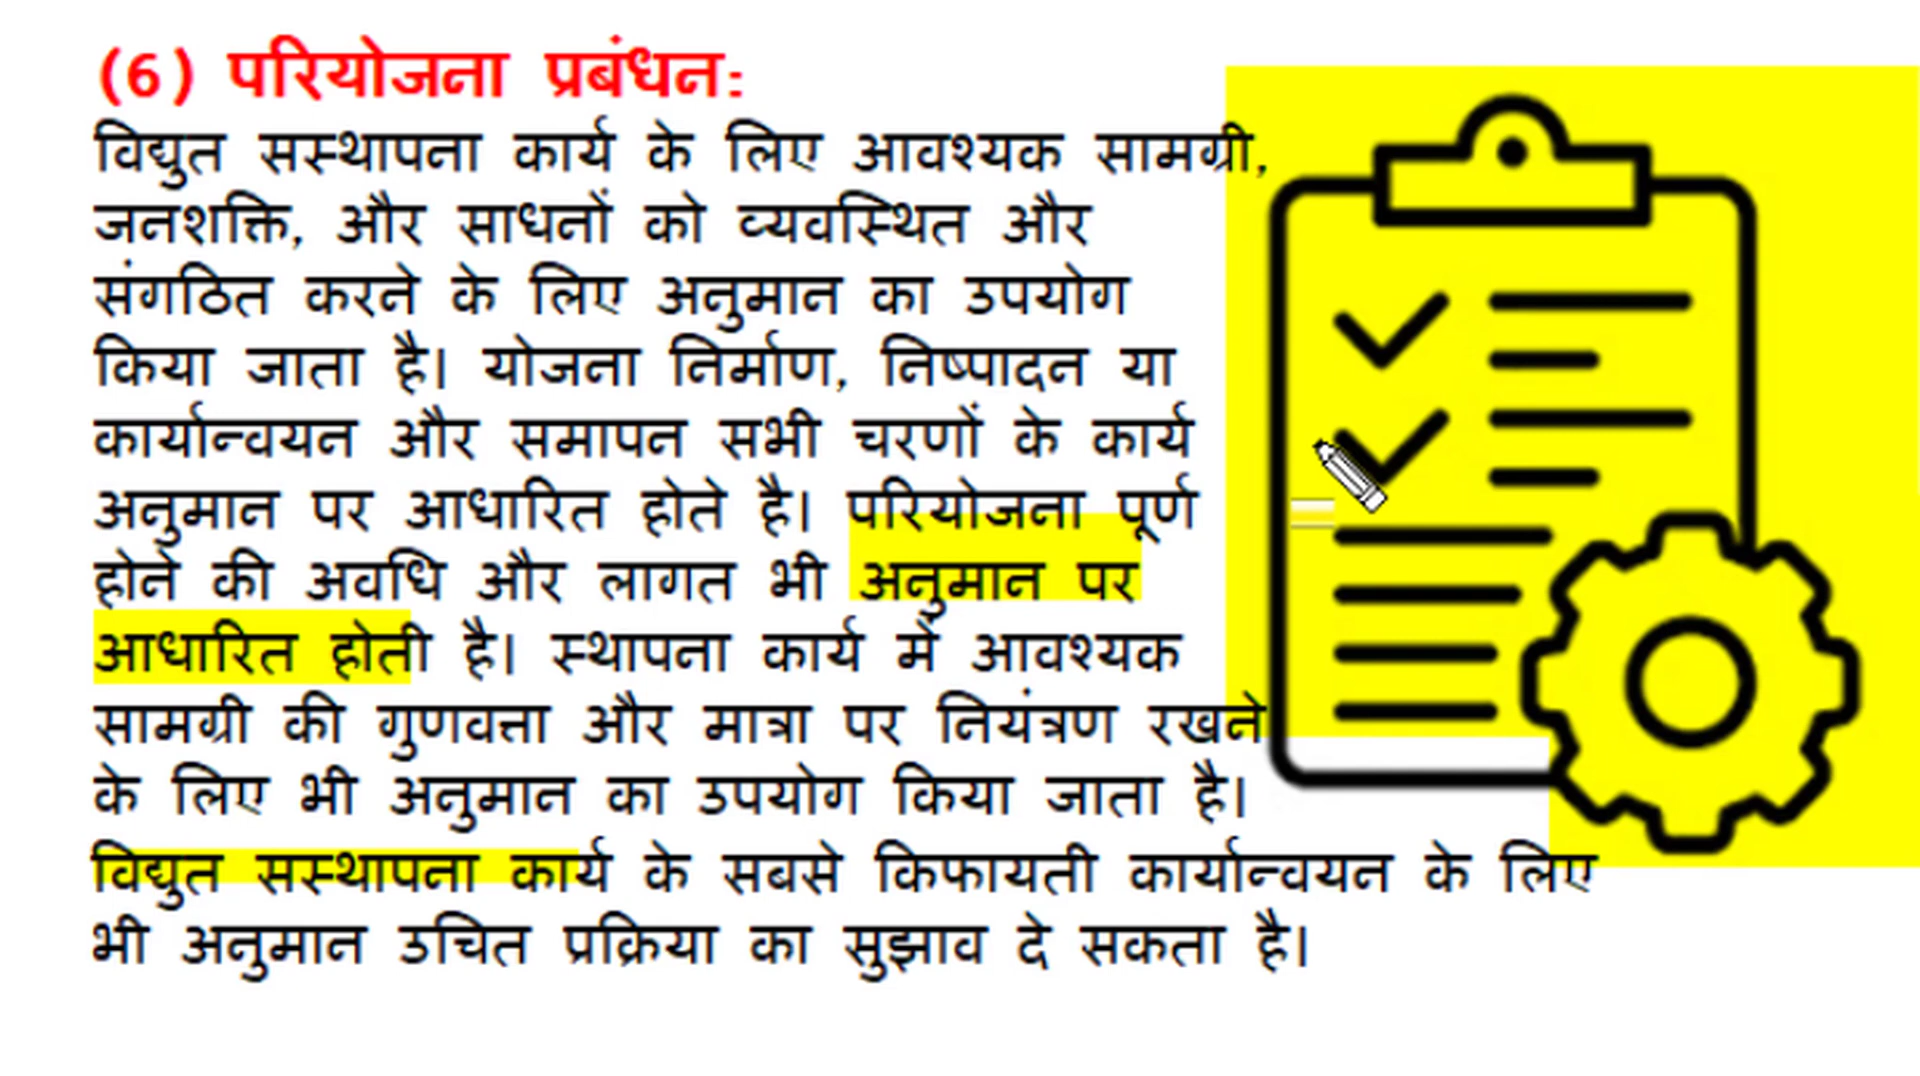 (6) परियोजना प्रबंधन:
विद्युत सस्थापना कार्य के लिए आवश्यक सामग्री,
जनशक्ति, और साधनों को व्यवस्थित और
संगठित करने के लिए अनुमान का उपयोग
किया जाता है। योजना निर्माण, निष्पादन या
कार्यान्वयन और समापन सभी चरणों के कार्य
अनुमान पर आधारित होते है। परियोजना पूर्ण
होने की अवधि और लागत भी अनुमान पर
आधारित होती है। स्थापना कार्य में आवश्यक
सामग्री की गुणवत्ता और मात्रा पर नियंत्रण रखने
के लिए भी अनुमान का उपयोग किया जाता है।
विद्युत सस्थापना कार्य के सबसे किफायती कार्यान्वयन के लिए
भी अनुमान उचित प्रक्रिया का सुझाव दे सकता है।